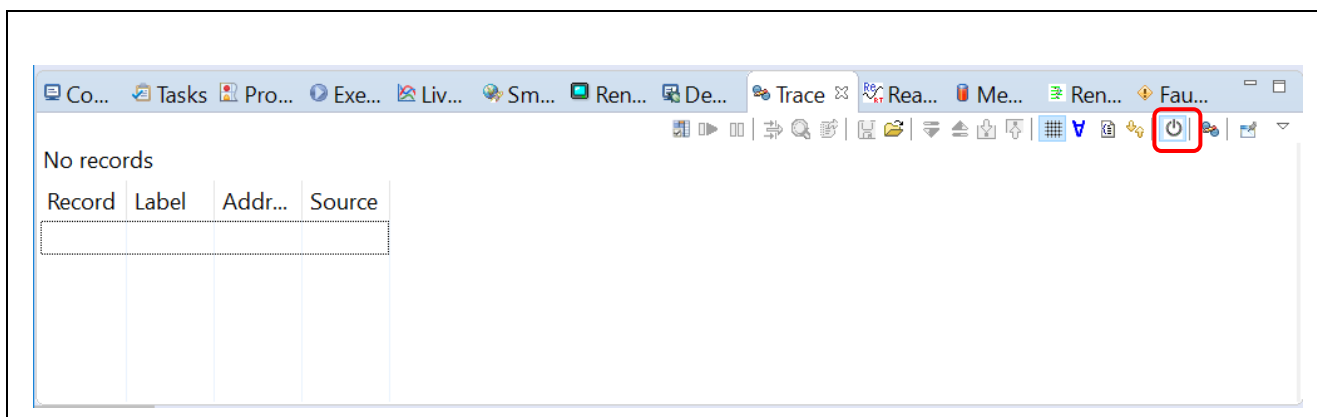 Co... Tasks Pro... Exe... Liv... Sm... Ren... De... Trace Rea... Me... Ren... Fau...
No records
Record Label Addr... Source